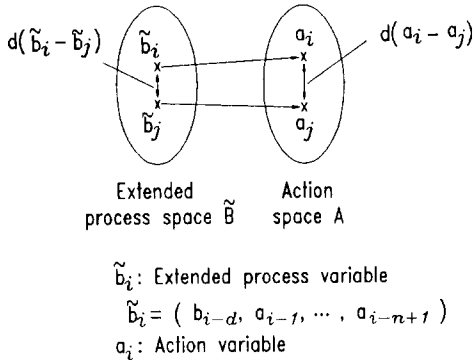 d(b̃i − b̃j)
b̃i
ai
d(ai − aj)
b̃j
aj
Extended
process space B̃
Action
space A
b̃i: Extended process variable
b̃i = ( bi−d, ai−1, ⋯ , ai−n+1 )
ai: Action variable